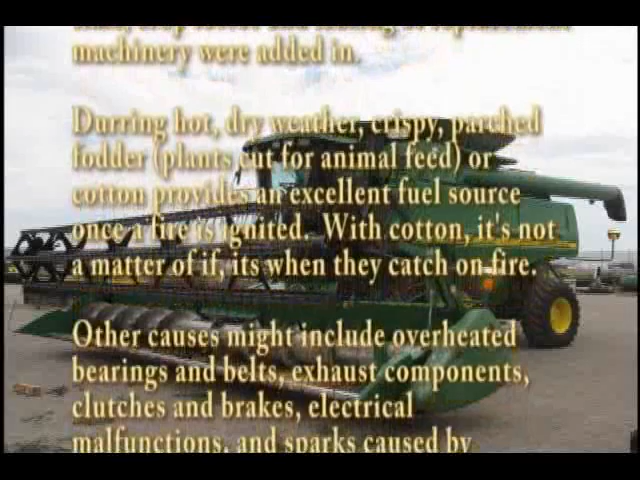 machinery were added in.
Durring hot, dry weather, crispy, parched
fodder (plants cut for animal feed) or
cotton provides an excellent fuel source
once a fire is ignited. With cotton, it's not
a matter of if, its when they catch on fire.
Other causes might include overheated
bearings and belts, exhaust components,
clutches and brakes, electrical
malfunctions, and sparks caused by